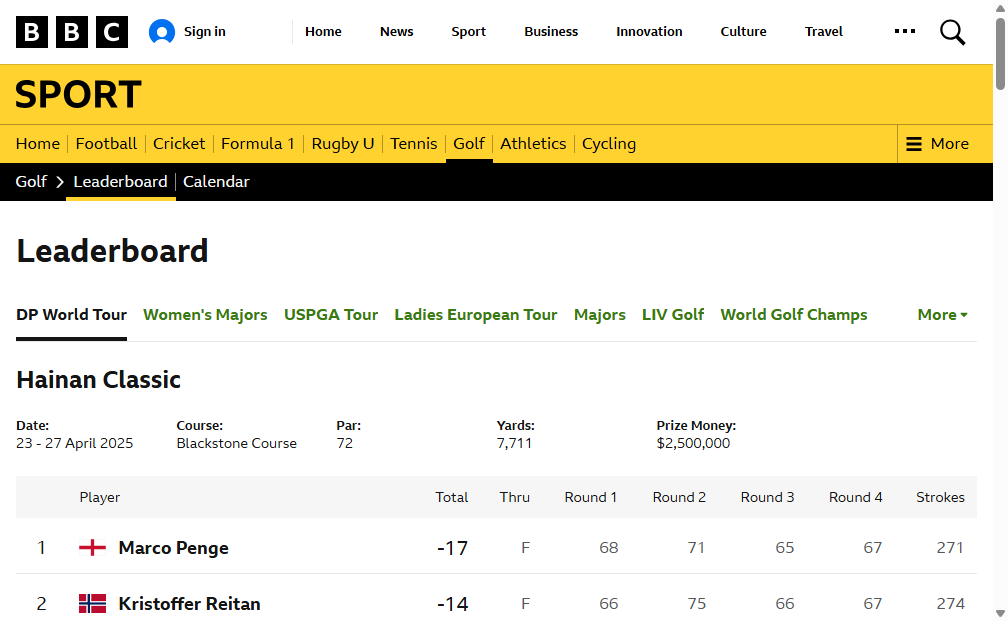 BBC Sign in Home News Sport Business Innovation Culture Travel
SPORT
Home Football Cricket Formula 1 Rugby U Tennis Golf Athletics Cycling More
Golf Leaderboard Calendar
Leaderboard
DP World Tour Women's Majors USPGA Tour Ladies European Tour Majors LIV Golf World Golf Champs More
Hainan Classic
Date: Course: Par: Yards: Prize Money:
23 - 27 April 2025 Blackstone Course 72 7,711 $2,500,000
Player Total Thru Round 1 Round 2 Round 3 Round 4 Strokes
1 Marco Penge -17 F 68 71 65 67 271
2 Kristoffer Reitan -14 F 66 75 66 67 274